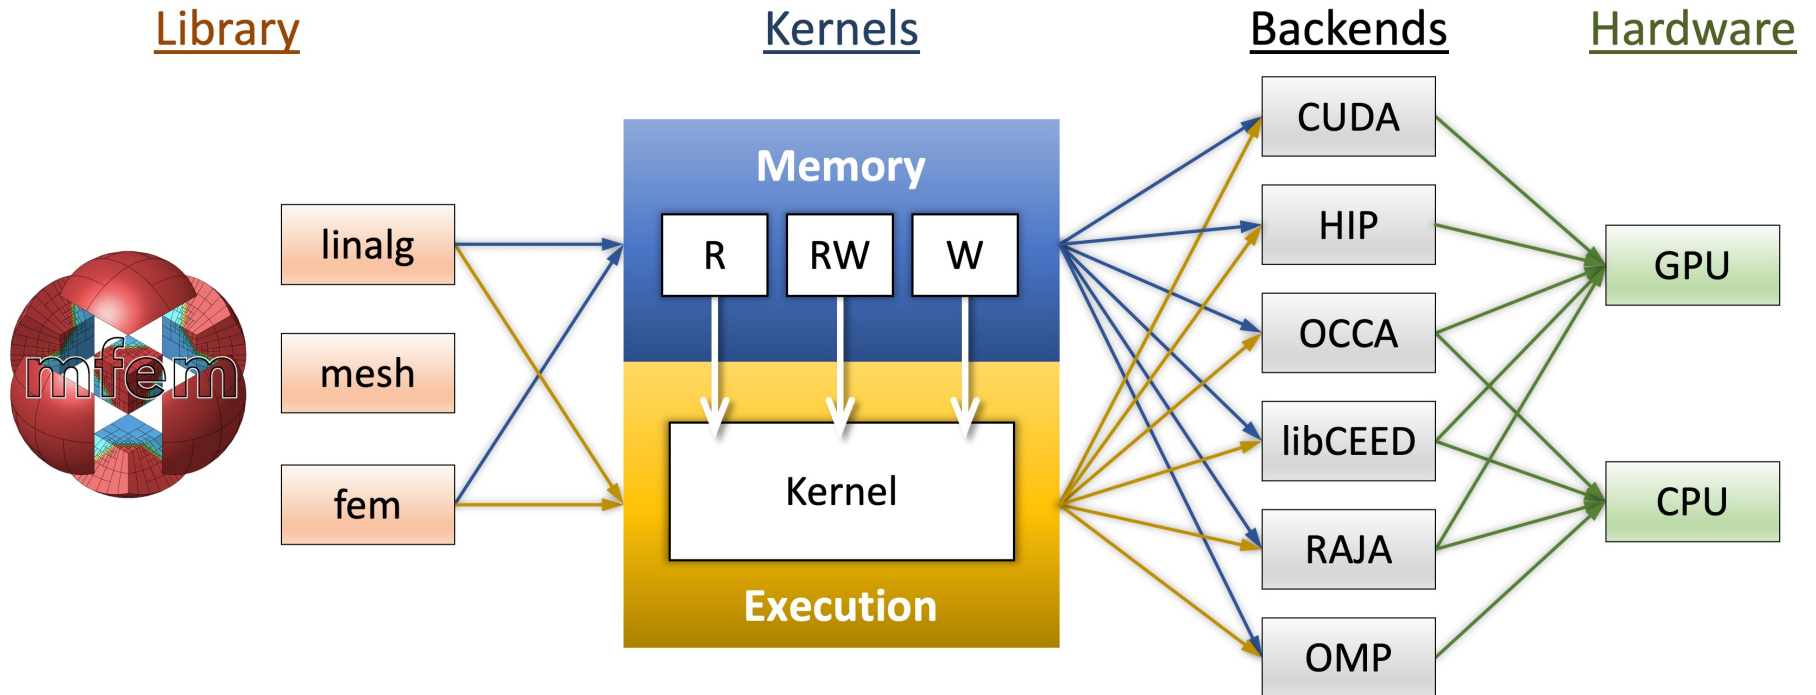 Library
Kernels
Backends
Hardware
mfem
linalg
mesh
fem
Memory
R
RW
W
Kernel
Execution
CUDA
HIP
OCCA
libCEED
RAJA
OMP
GPU
CPU